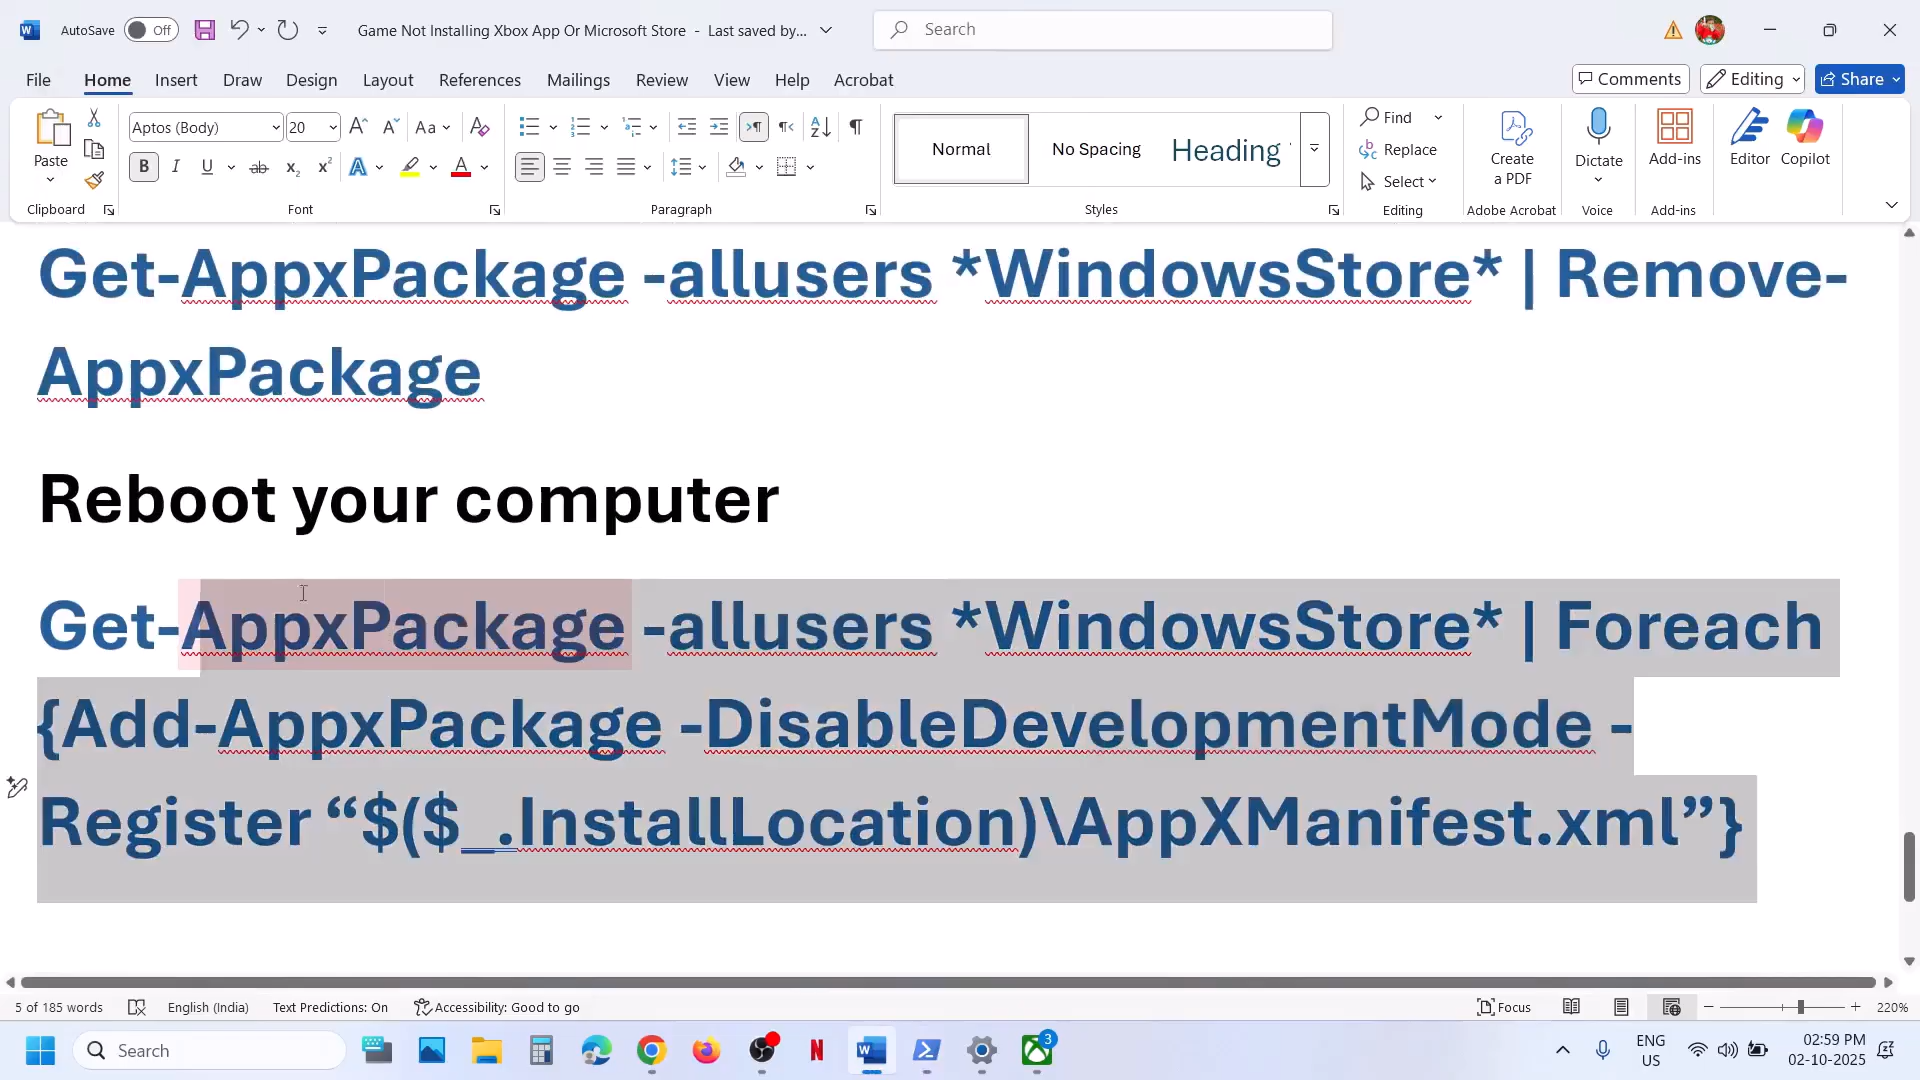 AutoSave Off Game Not Installing Xbox App Or Microsoft Store - Last saved by... Search
File Home Insert Draw Design Layout References Mailings Review View Help Acrobat Comments Editing Share
Aptos (Body) 20 Aa
Paste
B I U ab x₂ x² A A
Normal No Spacing Heading
Find
Replace
Select
Create a PDF
Dictate
Add-ins
Editor
Copilot
Clipboard Font Paragraph Styles Editing Adobe Acrobat Voice Add-ins
Get-AppxPackage -allusers *WindowsStore* | Remove-
AppxPackage
Reboot your computer
Get-AppxPackage -allusers *WindowsStore* | Foreach
{Add-AppxPackage -DisableDevelopmentMode -
Register “$($_.InstallLocation)\AppXManifest.xml”}
5 of 185 words English (India) Text Predictions: On Accessibility: Good to go Focus 220%
Search 3 ENG US 02:59 PM 02-10-2025